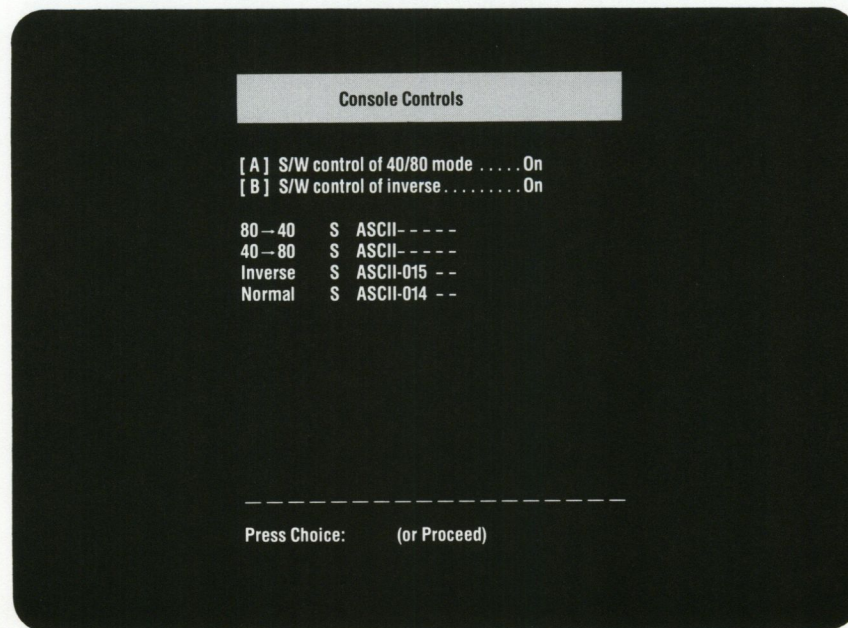 Console Controls
[ A ] S/W control of 40/80 mode . . . . . On
[ B ] S/W control of inverse . . . . . . . . . On
80→40 S ASCII- - - - -
40→80 S ASCII- - - - -
Inverse S ASCII-015 - -
Normal S ASCII-014 - -
Press Choice: (or Proceed)